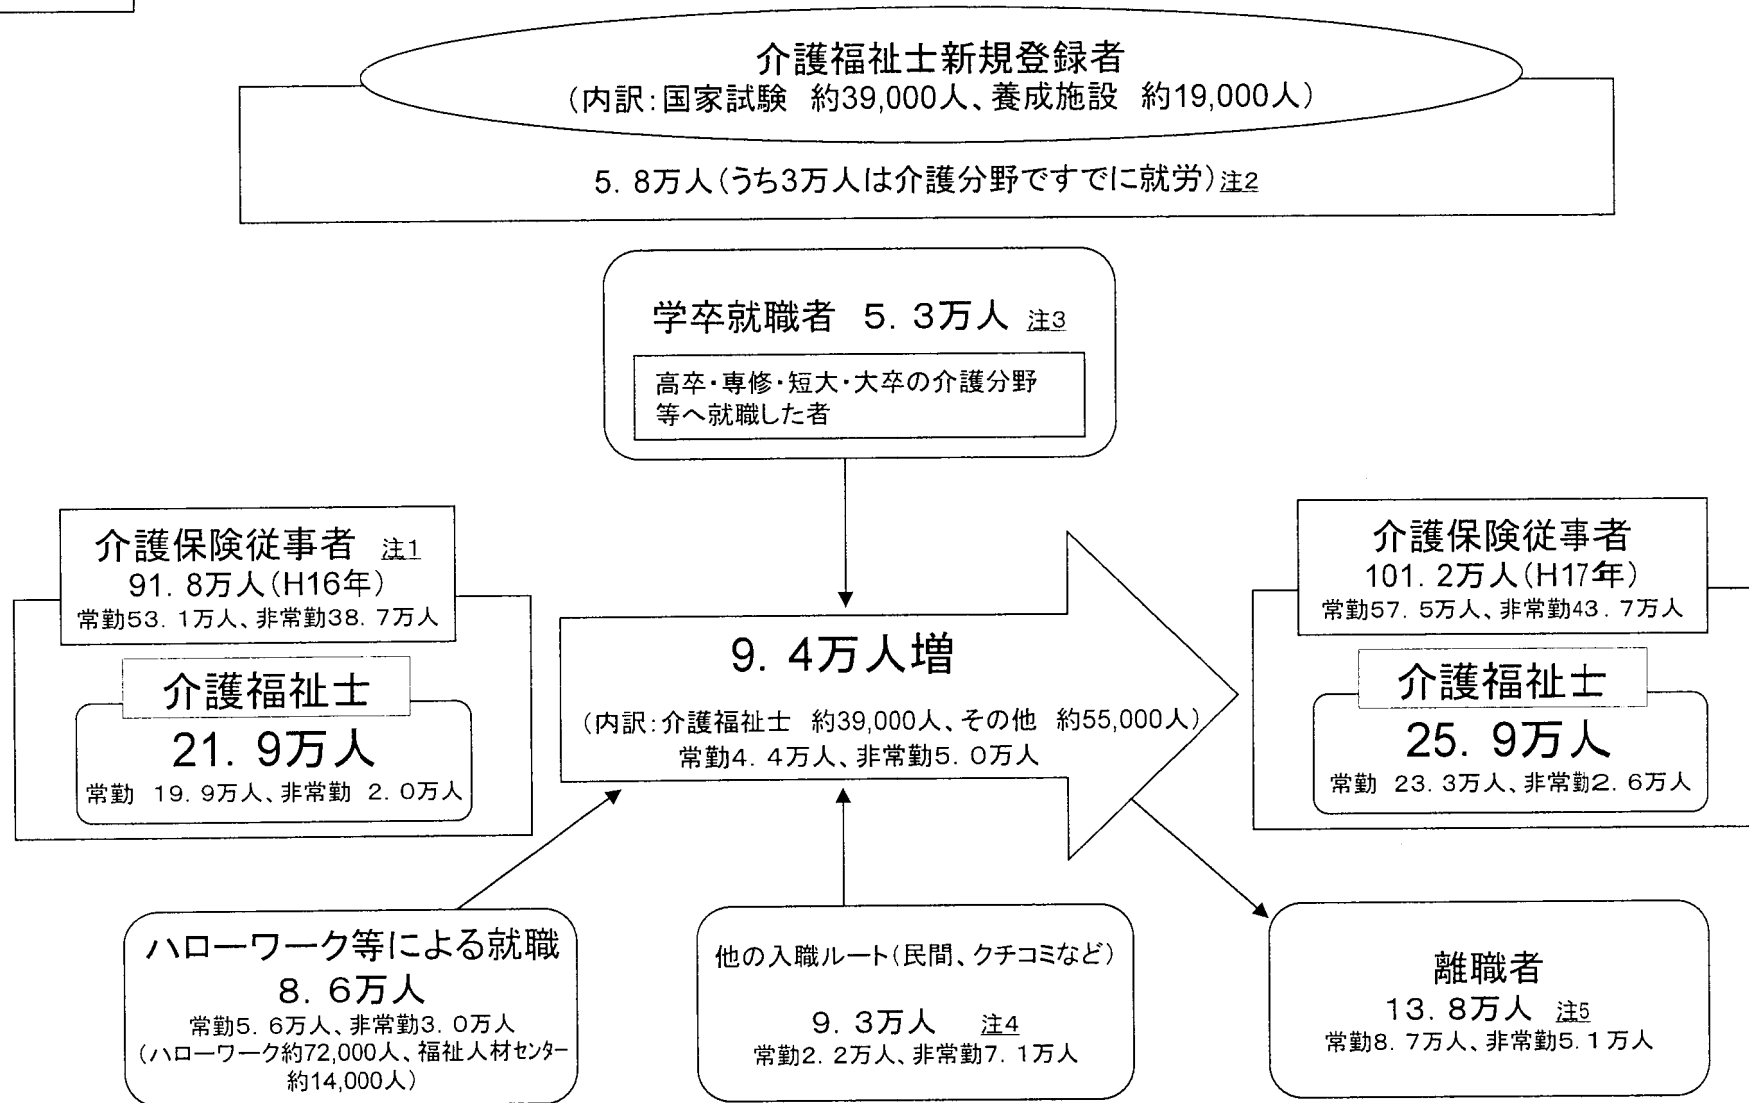 介護福祉士新規登録者
（内訳：国家試験　約39,000人、養成施設　約19,000人）
5．8万人（うち3万人は介護分野ですでに就労）注2
学卒就職者　5．3万人　注3
高卒・専修・短大・大卒の介護分野
等へ就職した者
介護保険従事者　注1
91．8万人（H16年）
常勤53．1万人、非常勤38．7万人
介護福祉士
21．9万人
常勤　19．9万人、非常勤　2．0万人
9．4万人増
（内訳：介護福祉士　約39,000人、その他　約55,000人）
常勤4．4万人、非常勤5．0万人
介護保険従事者
101．2万人（H17年）
常勤57．5万人、非常勤43．7万人
介護福祉士
25．9万人
常勤　23．3万人、非常勤2．6万人
ハローワーク等による就職
8．6万人
常勤5．6万人、非常勤3．0万人
（ハローワーク約72,000人、福祉人材センター
約14,000人）
他の入職ルート（民間、クチコミなど）
9．3万人　注4
常勤2．2万人、非常勤7．1万人
離職者
13．8万人　注5
常勤8．7万人、非常勤5．1万人